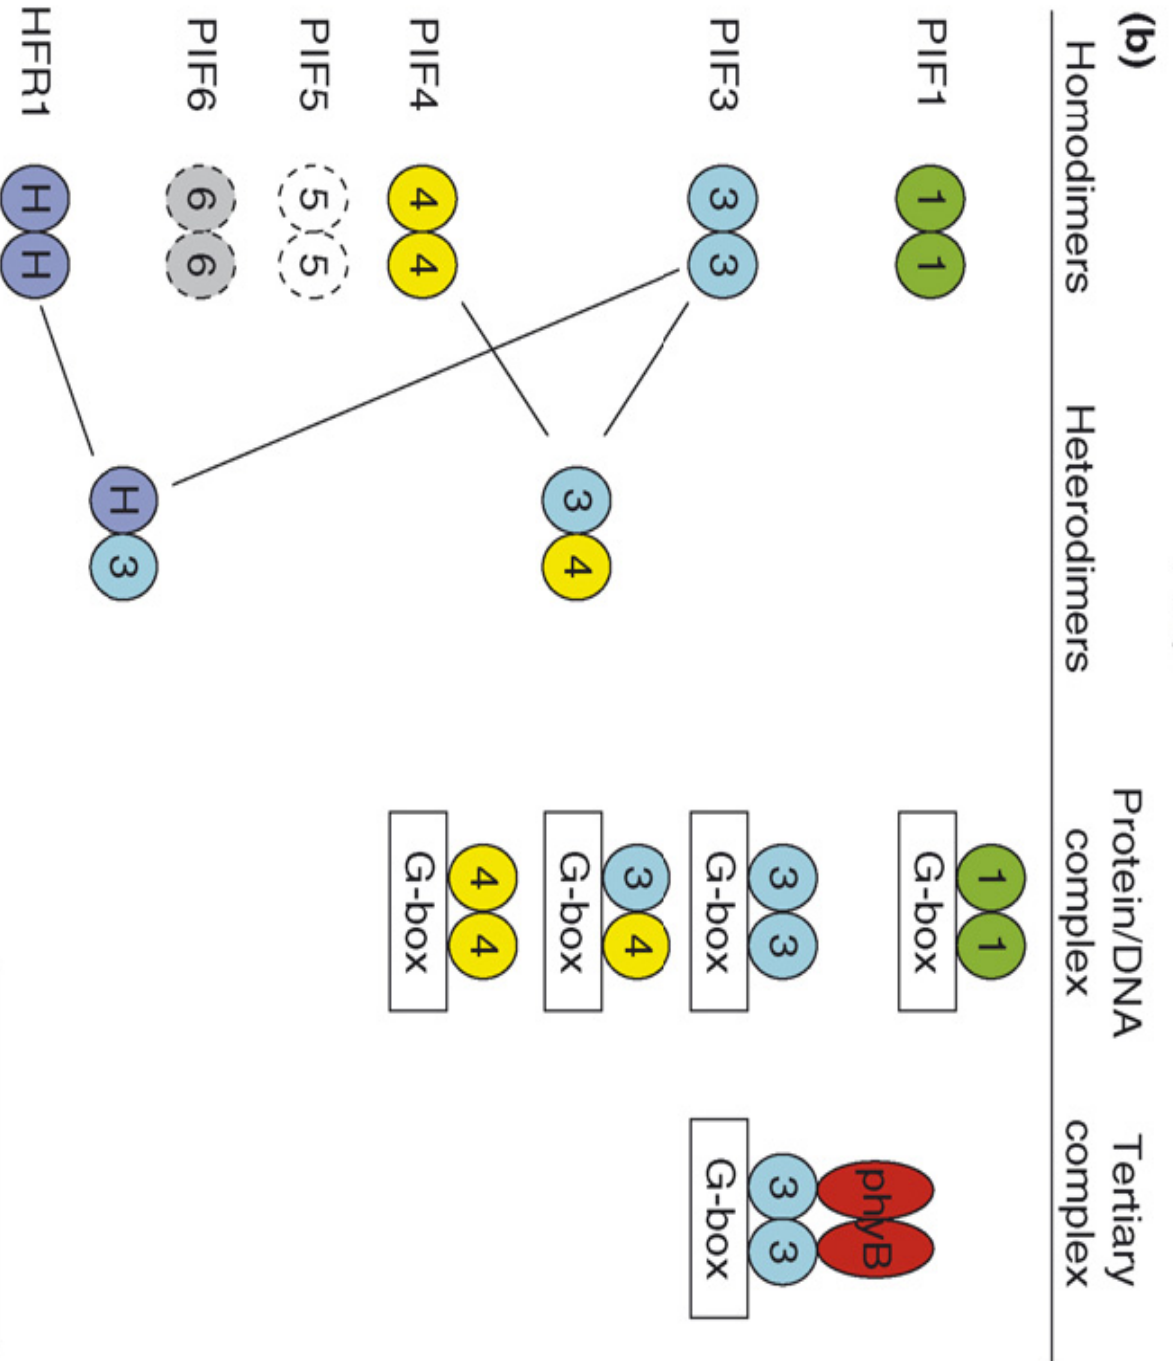 (b)
Homodimers Heterodimers Protein/DNA complex Tertiary complex
PIF1 1 1 1 1
G-box
PIF3 3 3 3 3 phyB
G-box 3 3
G-box
3 4 3 4
G-box
PIF4 4 4 4 4
G-box
PIF5 5 5
PIF6 6 6
H 3
HFR1 H H